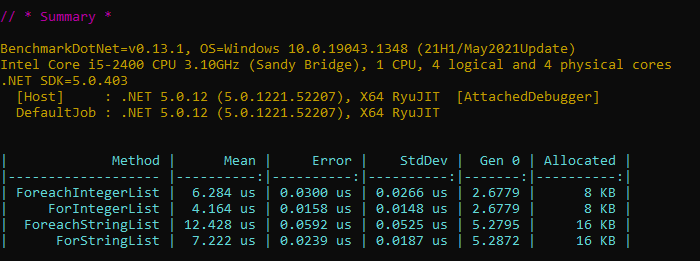 // * Summary *
BenchmarkDotNet=v0.13.1, OS=Windows 10.0.19043.1348 (21H1/May2021Update)
Intel Core i5-2400 CPU 3.10GHz (Sandy Bridge), 1 CPU, 4 logical and 4 physical cores
.NET SDK=5.0.403
  [Host]     : .NET 5.0.12 (5.0.1221.52207), X64 RyuJIT  [AttachedDebugger]
  DefaultJob : .NET 5.0.12 (5.0.1221.52207), X64 RyuJIT
|             Method |      Mean |     Error |    StdDev |  Gen 0 | Allocated |
|------------------- |----------:|----------:|----------:|-------:|----------:|
| ForeachIntegerList |  6.284 us | 0.0300 us | 0.0266 us | 2.6779 |      8 KB |
|     ForIntegerList |  4.164 us | 0.0158 us | 0.0148 us | 2.6779 |      8 KB |
|  ForeachStringList | 12.428 us | 0.0592 us | 0.0525 us | 5.2795 |     16 KB |
|      ForStringList |  7.222 us | 0.0239 us | 0.0187 us | 5.2872 |     16 KB |